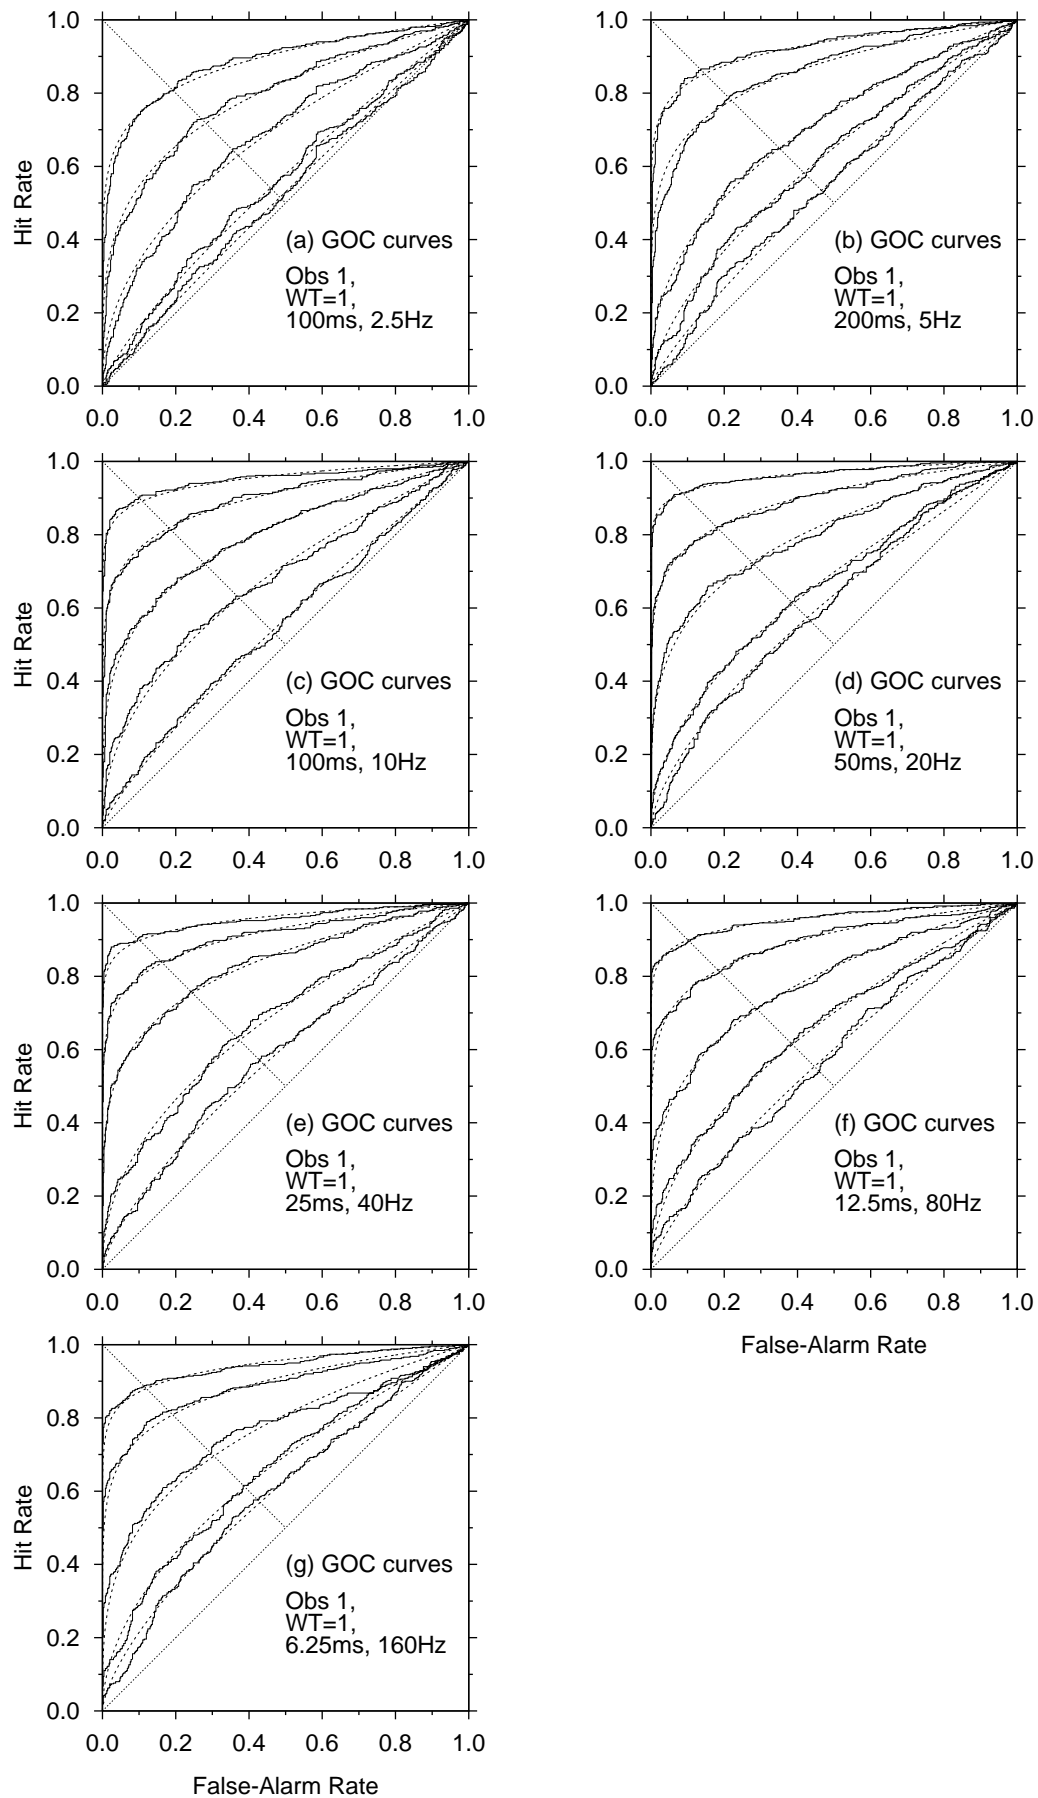 1.0
0.8
0.6
0.4
0.2
0.0
Hit Rate
(a) GOC curves
Obs 1,
WT=1,
100ms, 2.5Hz
0.0 0.2 0.4 0.6 0.8 1.0
1.0
0.8
0.6
0.4
0.2
0.0
(b) GOC curves
Obs 1,
WT=1,
200ms, 5Hz
0.0 0.2 0.4 0.6 0.8 1.0
1.0
0.8
0.6
0.4
0.2
0.0
Hit Rate
(c) GOC curves
Obs 1,
WT=1,
100ms, 10Hz
0.0 0.2 0.4 0.6 0.8 1.0
1.0
0.8
0.6
0.4
0.2
0.0
(d) GOC curves
Obs 1,
WT=1,
50ms, 20Hz
0.0 0.2 0.4 0.6 0.8 1.0
1.0
0.8
0.6
0.4
0.2
0.0
Hit Rate
(e) GOC curves
Obs 1,
WT=1,
25ms, 40Hz
0.0 0.2 0.4 0.6 0.8 1.0
1.0
0.8
0.6
0.4
0.2
0.0
(f) GOC curves
Obs 1,
WT=1,
12.5ms, 80Hz
0.0 0.2 0.4 0.6 0.8 1.0
False-Alarm Rate
1.0
0.8
0.6
0.4
0.2
0.0
Hit Rate
(g) GOC curves
Obs 1,
WT=1,
6.25ms, 160Hz
0.0 0.2 0.4 0.6 0.8 1.0
False-Alarm Rate